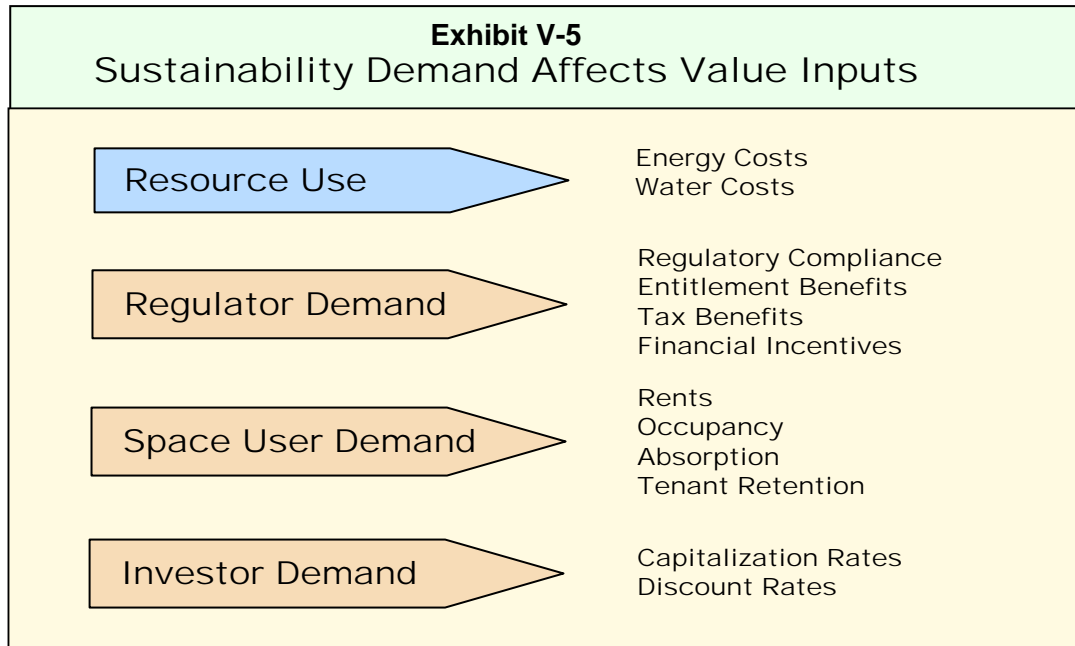 Exhibit V-5
Sustainability Demand Affects Value Inputs
Resource Use
Energy Costs
Water Costs
Regulator Demand
Regulatory Compliance
Entitlement Benefits
Tax Benefits
Financial Incentives
Space User Demand
Rents
Occupancy
Absorption
Tenant Retention
Investor Demand
Capitalization Rates
Discount Rates